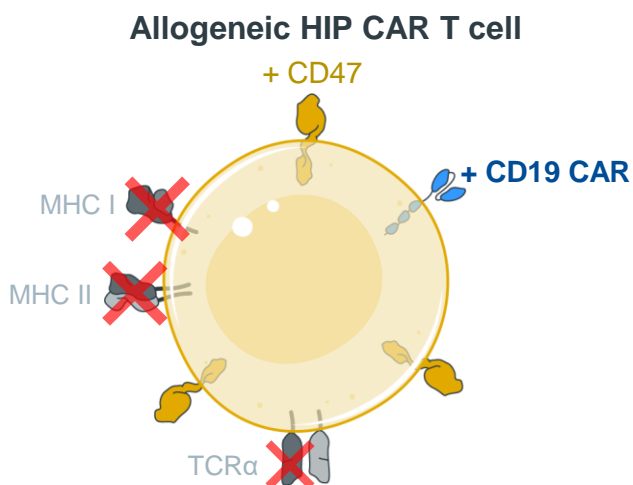 Allogeneic HIP CAR T cell
+ CD47
+ CD19 CAR
MHC I
MHC II
TCRα